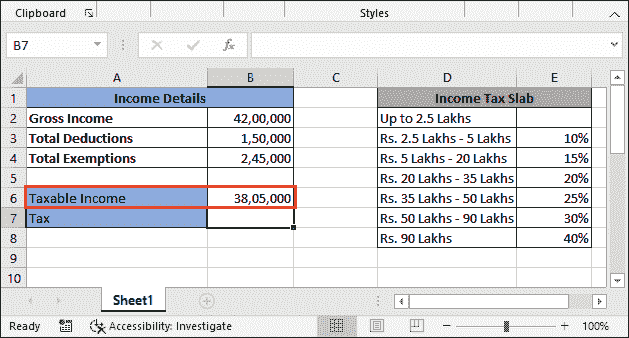 Clipboard Styles
B7 fx
A B C D E
1 Income Details Income Tax Slab
2 Gross Income 42,00,000 Up to 2.5 Lakhs
3 Total Deductions 1,50,000 Rs. 2.5 Lakhs - 5 Lakhs 10%
4 Total Exemptions 2,45,000 Rs. 5 Lakhs - 20 Lakhs 15%
5 Rs. 20 Lakhs - 35 Lakhs 20%
6 Taxable Income 38,05,000 Rs. 35 Lakhs - 50 Lakhs 25%
7 Tax Rs. 50 Lakhs - 90 Lakhs 30%
8 Rs. 90 Lakhs 40%
9
10
Sheet1
Ready Accessibility: Investigate 100%